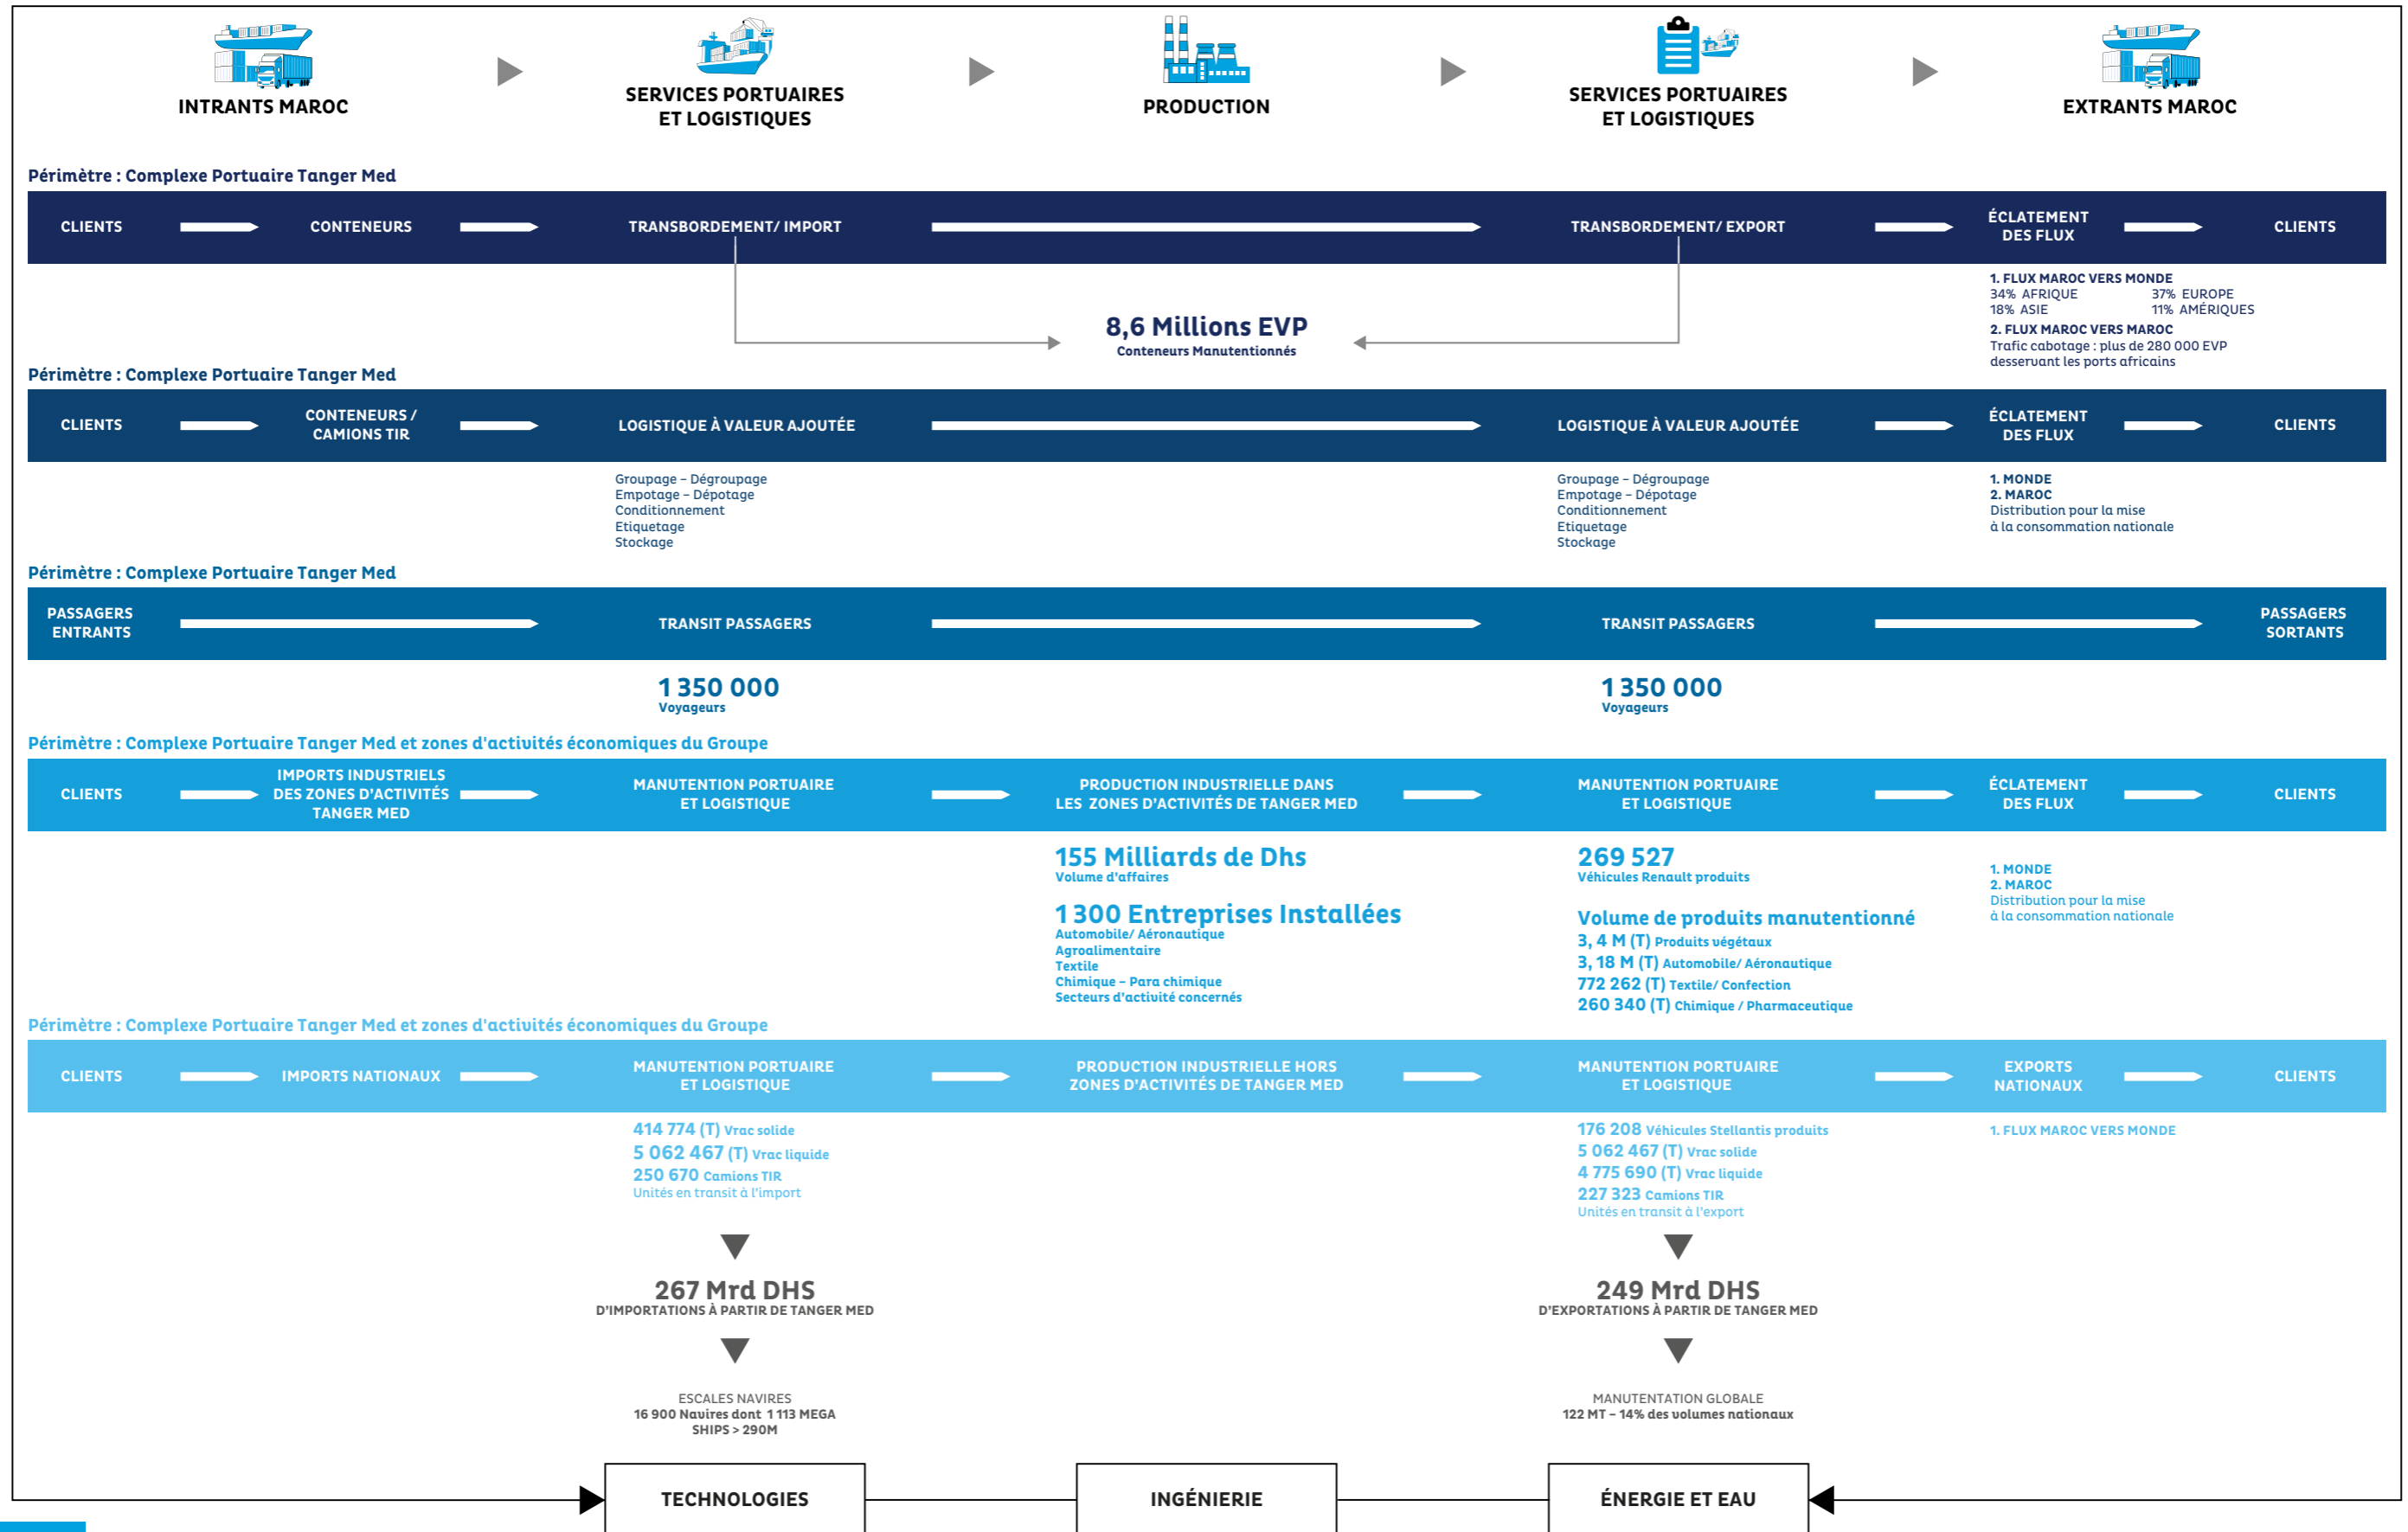 INTRANTS MAROC
SERVICES PORTUAIRES
ET LOGISTIQUES
PRODUCTION
SERVICES PORTUAIRES
ET LOGISTIQUES
EXTRANTS MAROC
Périmètre : Complexe Portuaire Tanger Med
CLIENTS
CONTENEURS
TRANSBORDEMENT/ IMPORT
TRANSBORDEMENT/ EXPORT
ÉCLATEMENT
DES FLUX
CLIENTS
8,6 Millions EVP
Conteneurs Manutentionnés
1. FLUX MAROC VERS MONDE
34% AFRIQUE 37% EUROPE
18% ASIE 11% AMÉRIQUES
2. FLUX MAROC VERS MAROC
Trafic cabotage : plus de 280 000 EVP
desservant les ports africains
Périmètre : Complexe Portuaire Tanger Med
CLIENTS
CONTENEURS /
CAMIONS TIR
LOGISTIQUE À VALEUR AJOUTÉE
LOGISTIQUE À VALEUR AJOUTÉE
ÉCLATEMENT
DES FLUX
CLIENTS
Groupage – Dégroupage
Empotage – Dépotage
Conditionnement
Etiquetage
Stockage
Groupage – Dégroupage
Empotage – Dépotage
Conditionnement
Etiquetage
Stockage
1. MONDE
2. MAROC
Distribution pour la mise
à la consommation nationale
Périmètre : Complexe Portuaire Tanger Med
PASSAGERS
ENTRANTS
TRANSIT PASSAGERS
TRANSIT PASSAGERS
PASSAGERS
SORTANTS
1 350 000
Voyageurs
1 350 000
Voyageurs
Périmètre : Complexe Portuaire Tanger Med et zones d'activités économiques du Groupe
CLIENTS
IMPORTS INDUSTRIELS
DES ZONES D'ACTIVITÉS
TANGER MED
MANUTENTION PORTUAIRE
ET LOGISTIQUE
PRODUCTION INDUSTRIELLE DANS
LES ZONES D'ACTIVITÉS DE TANGER MED
MANUTENTION PORTUAIRE
ET LOGISTIQUE
ÉCLATEMENT
DES FLUX
CLIENTS
155 Milliards de Dhs
Volume d'affaires
1 300 Entreprises Installées
Automobile/ Aéronautique
Agroalimentaire
Textile
Chimique – Para chimique
Secteurs d'activité concernés
269 527
Véhicules Renault produits
Volume de produits manutentionné
3, 4 M (T) Produits végétaux
3, 18 M (T) Automobile/ Aéronautique
772 262 (T) Textile/ Confection
260 340 (T) Chimique / Pharmaceutique
1. MONDE
2. MAROC
Distribution pour la mise
à la consommation nationale
Périmètre : Complexe Portuaire Tanger Med et zones d'activités économiques du Groupe
CLIENTS
IMPORTS NATIONAUX
MANUTENTION PORTUAIRE
ET LOGISTIQUE
PRODUCTION INDUSTRIELLE HORS
ZONES D'ACTIVITÉS DE TANGER MED
MANUTENTION PORTUAIRE
ET LOGISTIQUE
EXPORTS
NATIONAUX
CLIENTS
414 774 (T) Vrac solide
5 062 467 (T) Vrac liquide
250 670 Camions TIR
Unités en transit à l'import
176 208 Véhicules Stellantis produits
5 062 467 (T) Vrac solide
4 775 690 (T) Vrac liquide
227 323 Camions TIR
Unités en transit à l'export
1. FLUX MAROC VERS MONDE
267 Mrd DHS
D'IMPORTATIONS À PARTIR DE TANGER MED
249 Mrd DHS
D'EXPORTATIONS À PARTIR DE TANGER MED
ESCALES NAVIRES
16 900 Navires dont 1 113 MEGA
SHIPS > 290M
MANUTENTATION GLOBALE
122 MT – 14% des volumes nationaux
TECHNOLOGIES
INGÉNIERIE
ÉNERGIE ET EAU